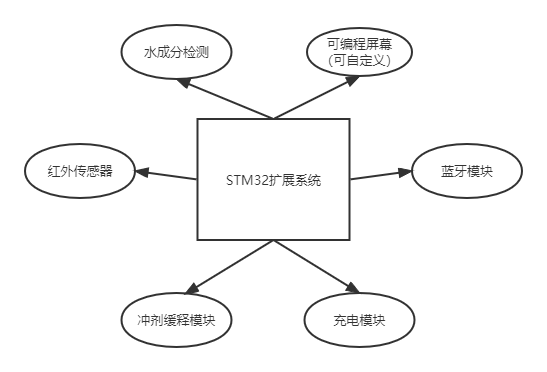 水成分检测
可编程屏幕
（可自定义）
红外传感器
STM32扩展系统
蓝牙模块
冲剂缓释模块
充电模块